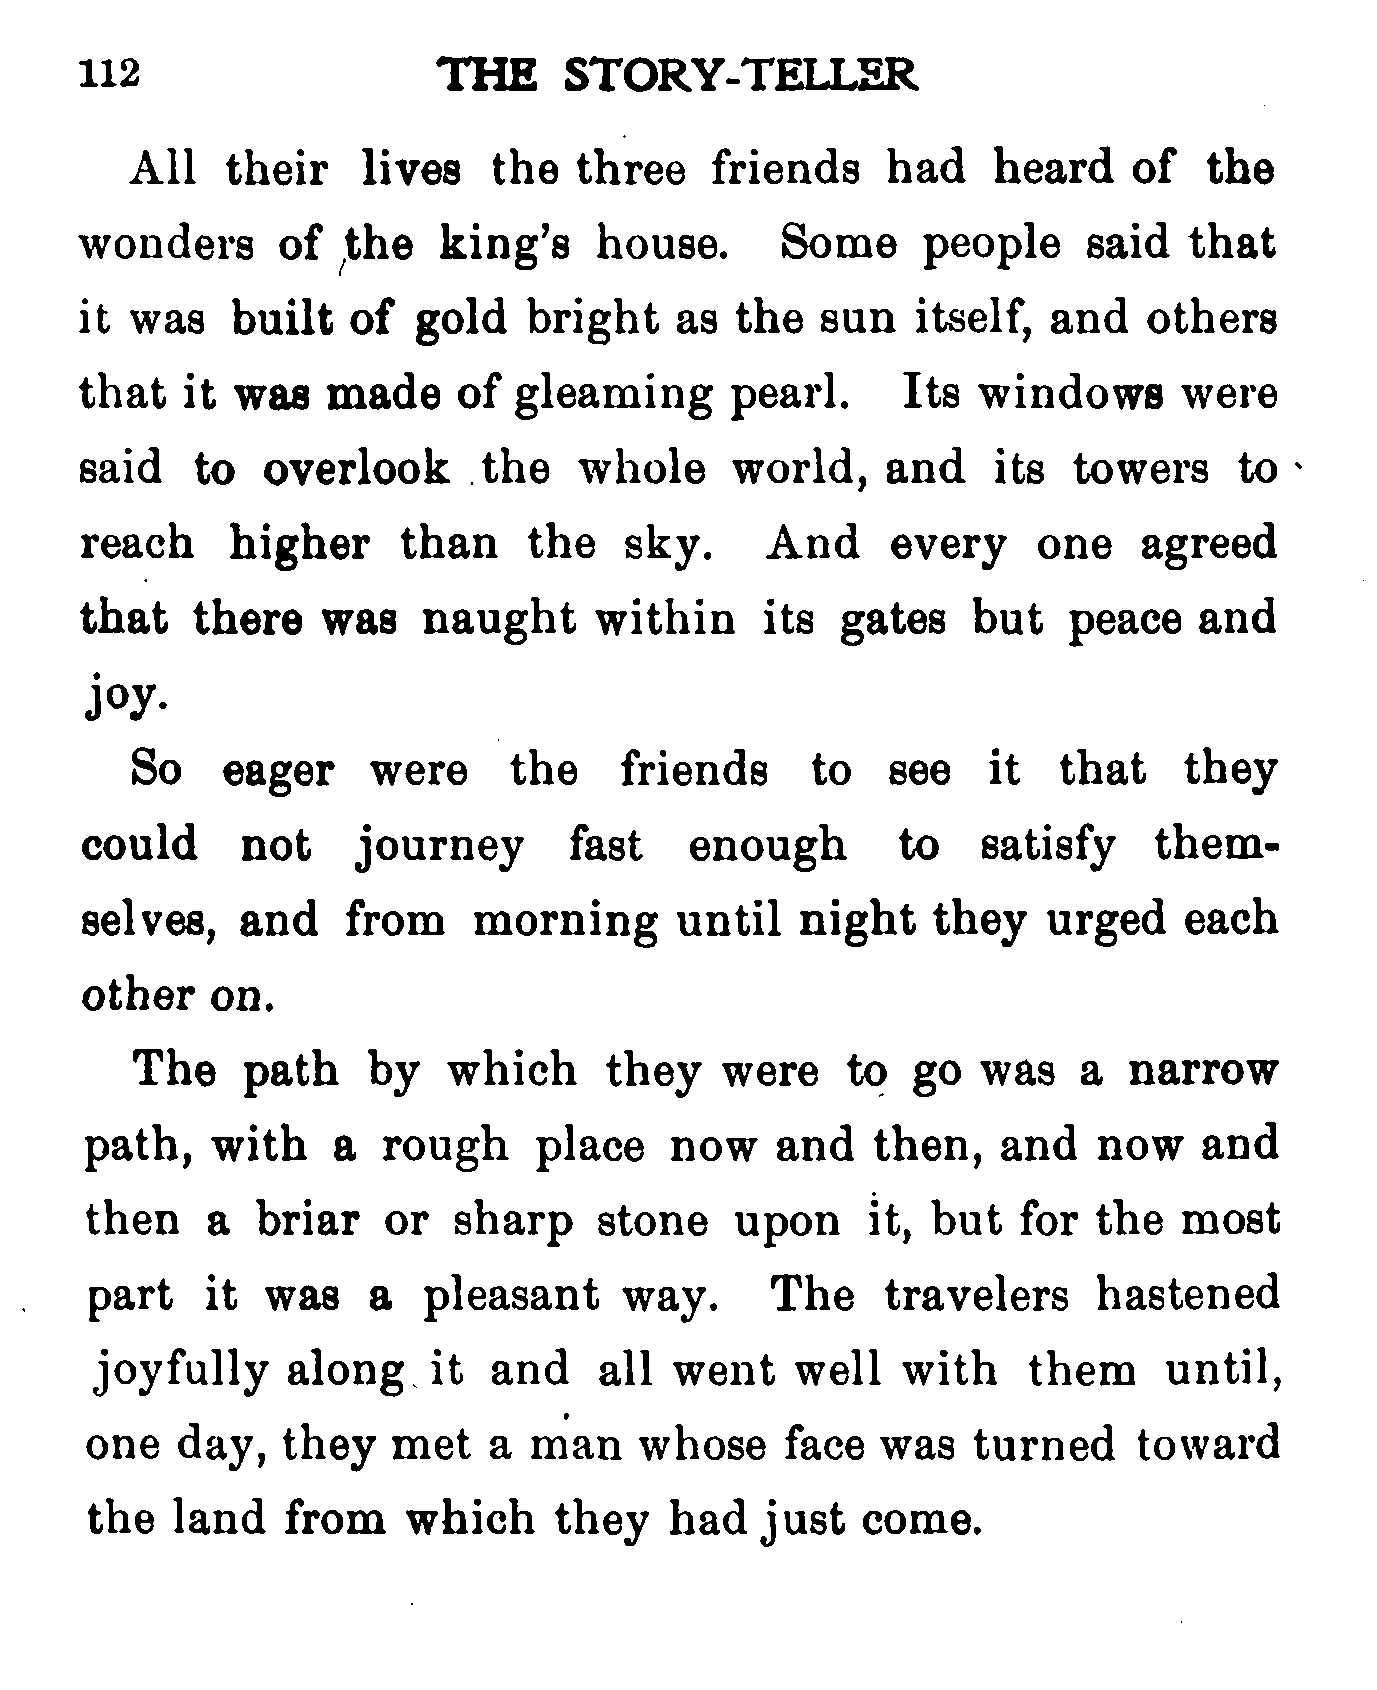 112 THE STORY-TELLER
All their lives the three friends had heard of the
wonders of the king's house. Some people said that
it was built of gold bright as the sun itself, and others
that it was made of gleaming pearl. Its windows were
said to overlook the whole world, and its towers to
reach higher than the sky. And every one agreed
that there was naught within its gates but peace and
joy.
So eager were the friends to see it that they
could not journey fast enough to satisfy them-
selves, and from morning until night they urged each
other on.
The path by which they were to go was a narrow
path, with a rough place now and then, and now and
then a briar or sharp stone upon it, but for the most
part it was a pleasant way. The travelers hastened
joyfully along it and all went well with them until,
one day, they met a man whose face was turned toward
the land from which they had just come.